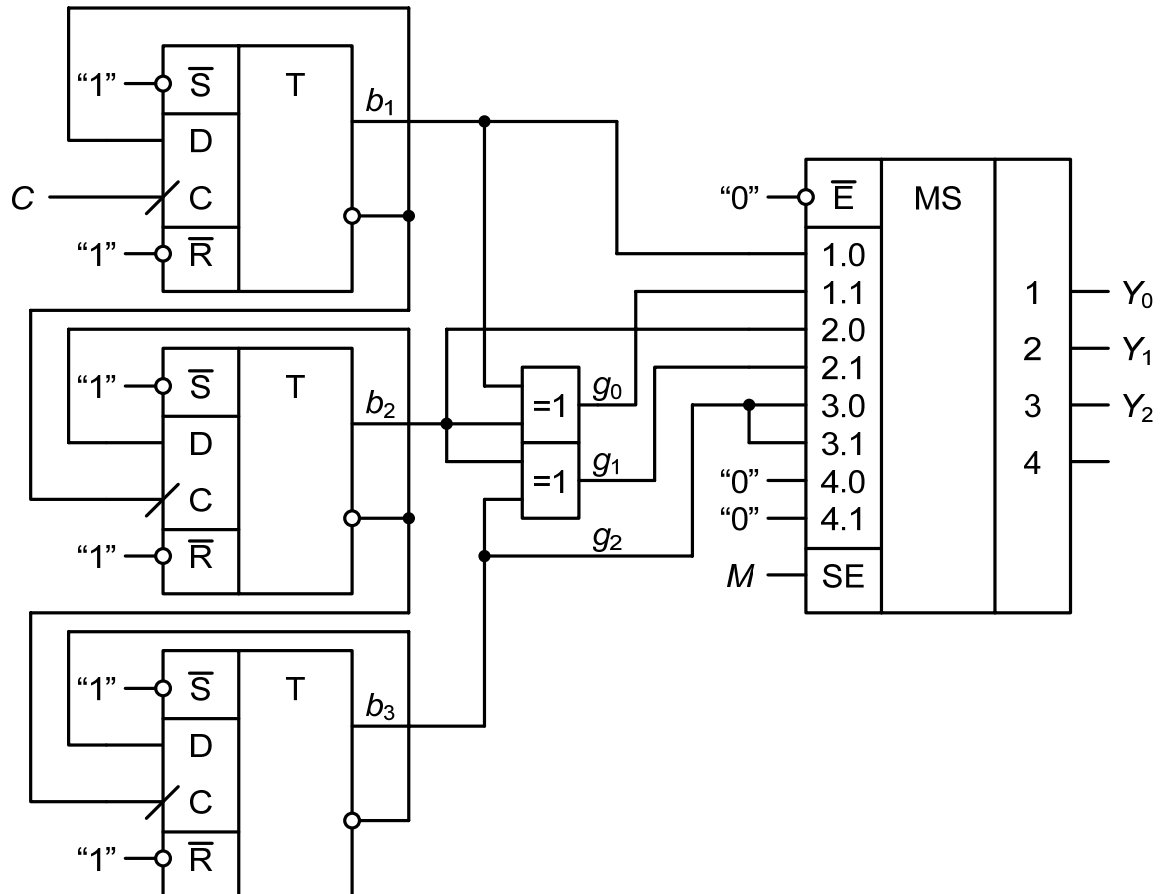 “1” S T
b1
D
C C
“1” R
“1” S T
b2
D
C
“1” R
“1” S T
b3
D
C
“1” R
=1 g0
=1 g1
g2
“0” E MS
1.0
1.1 1 Y0
2.0
2.1 2 Y1
3.0 3 Y2
3.1
4.0 4
“0”
“0” 4.1
M SE